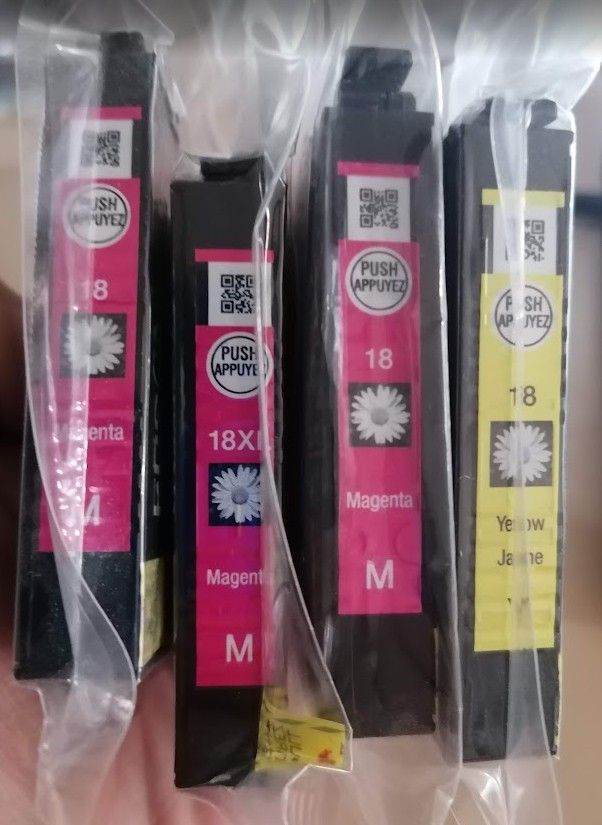 PUSH
APPUYEZ
18
Magenta
M
PUSH
APPUYEZ
18XL
Magenta
M
PUSH
APPUYEZ
18
Magenta
M
PUSH
APPUYEZ
18
Yellow
Jaune